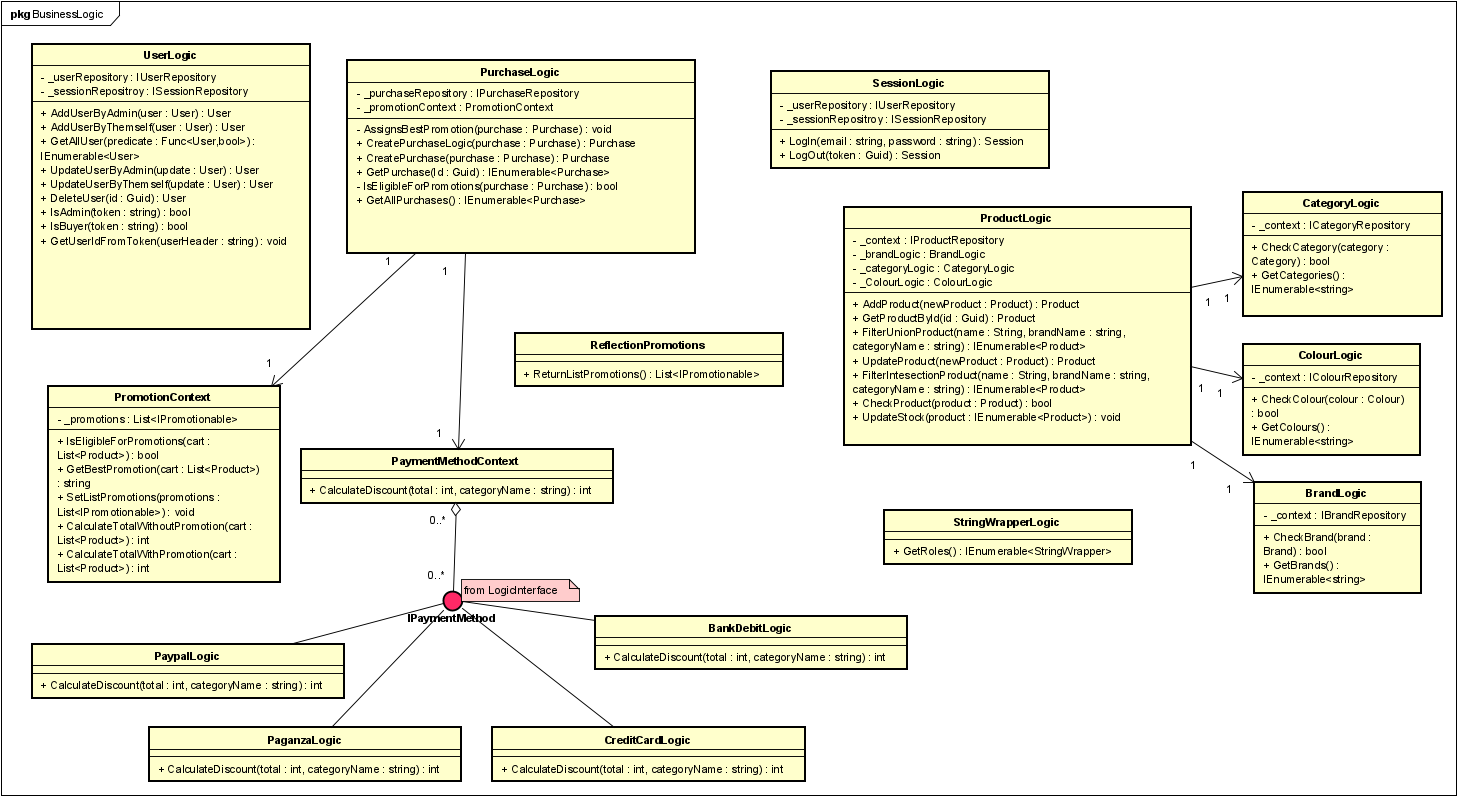 pkg BusinessLogic
UserLogic
- _userRepository : IUserRepository
- _sessionRepositroy : ISessionRepository
+ AddUserByAdmin(user : User) : User
+ AddUserByThemself(user : User) : User
+ GetAllUser(predicate : Func<User,bool>) :
IEnumerable<User>
+ UpdateUserByAdmin(update : User) : User
+ UpdateUserByThemself(update : User) : User
+ DeleteUser(id : Guid) : User
+ IsAdmin(token : string) : bool
+ IsBuyer(token : string) : bool
+ GetUserIdFromToken(userHeader : string) : void
PurchaseLogic
- _purchaseRepository : IPurchaseRepository
- _promotionContext : PromotionContext
- AssignsBestPromotion(purchase : Purchase) : void
+ CreatePurchaseLogic(purchase : Purchase) : Purchase
+ CreatePurchase(purchase : Purchase) : Purchase
+ GetPurchase(Id : Guid) : IEnumerable<Purchase>
- IsEligibleForPromotions(purchase : Purchase) : bool
+ GetAllPurchases() : IEnumerable<Purchase>
SessionLogic
- _userRepository : IUserRepository
- _sessionRepositroy : ISessionRepository
+ LogIn(email : string, password : string) : Session
+ LogOut(token : Guid) : Session
ProductLogic
- _context : IProductRepository
- _brandLogic : BrandLogic
- _categoryLogic : CategoryLogic
- _ColourLogic : ColourLogic
+ AddProduct(newProduct : Product) : Product
+ GetProductById(id : Guid) : Product
+ FilterUnionProduct(name : String, brandName : string,
categoryName : string) : IEnumerable<Product>
+ UpdateProduct(newProduct : Product) : Product
+ FilterIntesectionProduct(name : String, brandName : string,
categoryName : string) : IEnumerable<Product>
+ CheckProduct(product : Product) : bool
+ UpdateStock(product : IEnumerable<Product>) : void
CategoryLogic
- _context : ICategoryRepository
+ CheckCategory(category :
Category) : bool
+ GetCategories() :
IEnumerable<string>
1
1
ColourLogic
- _context : IColourRepository
+ CheckColour(colour : Colour)
: bool
+ GetColours() :
IEnumerable<string>
1
1
BrandLogic
- _context : IBrandRepository
+ CheckBrand(brand :
Brand) : bool
+ GetBrands() :
IEnumerable<string>
1
1
1
1
1
1
ReflectionPromotions
+ ReturnListPromotions() : List<IPromotionable>
PromotionContext
- _promotions : List<IPromotionable>
+ IsEligibleForPromotions(cart :
List<Product>) : bool
+ GetBestPromotion(cart : List<Product>)
: string
+ SetListPromotions(promotions :
List<IPromotionable>) : void
+ CalculateTotalWithoutPromotion(cart :
List<Product>) : int
+ CalculateTotalWithPromotion(cart :
List<Product>) : int
PaymentMethodContext
+ CalculateDiscount(total : int, categoryName : string) : int
0..*
0..*
StringWrapperLogic
+ GetRoles() : IEnumerable<StringWrapper>
from LogicInterface
IPaymentMethod
PaypalLogic
+ CalculateDiscount(total : int, categoryName : string) : int
BankDebitLogic
+ CalculateDiscount(total : int, categoryName : string) : int
PaganzaLogic
+ CalculateDiscount(total : int, categoryName : string) : int
CreditCardLogic
+ CalculateDiscount(total : int, categoryName : string) : int